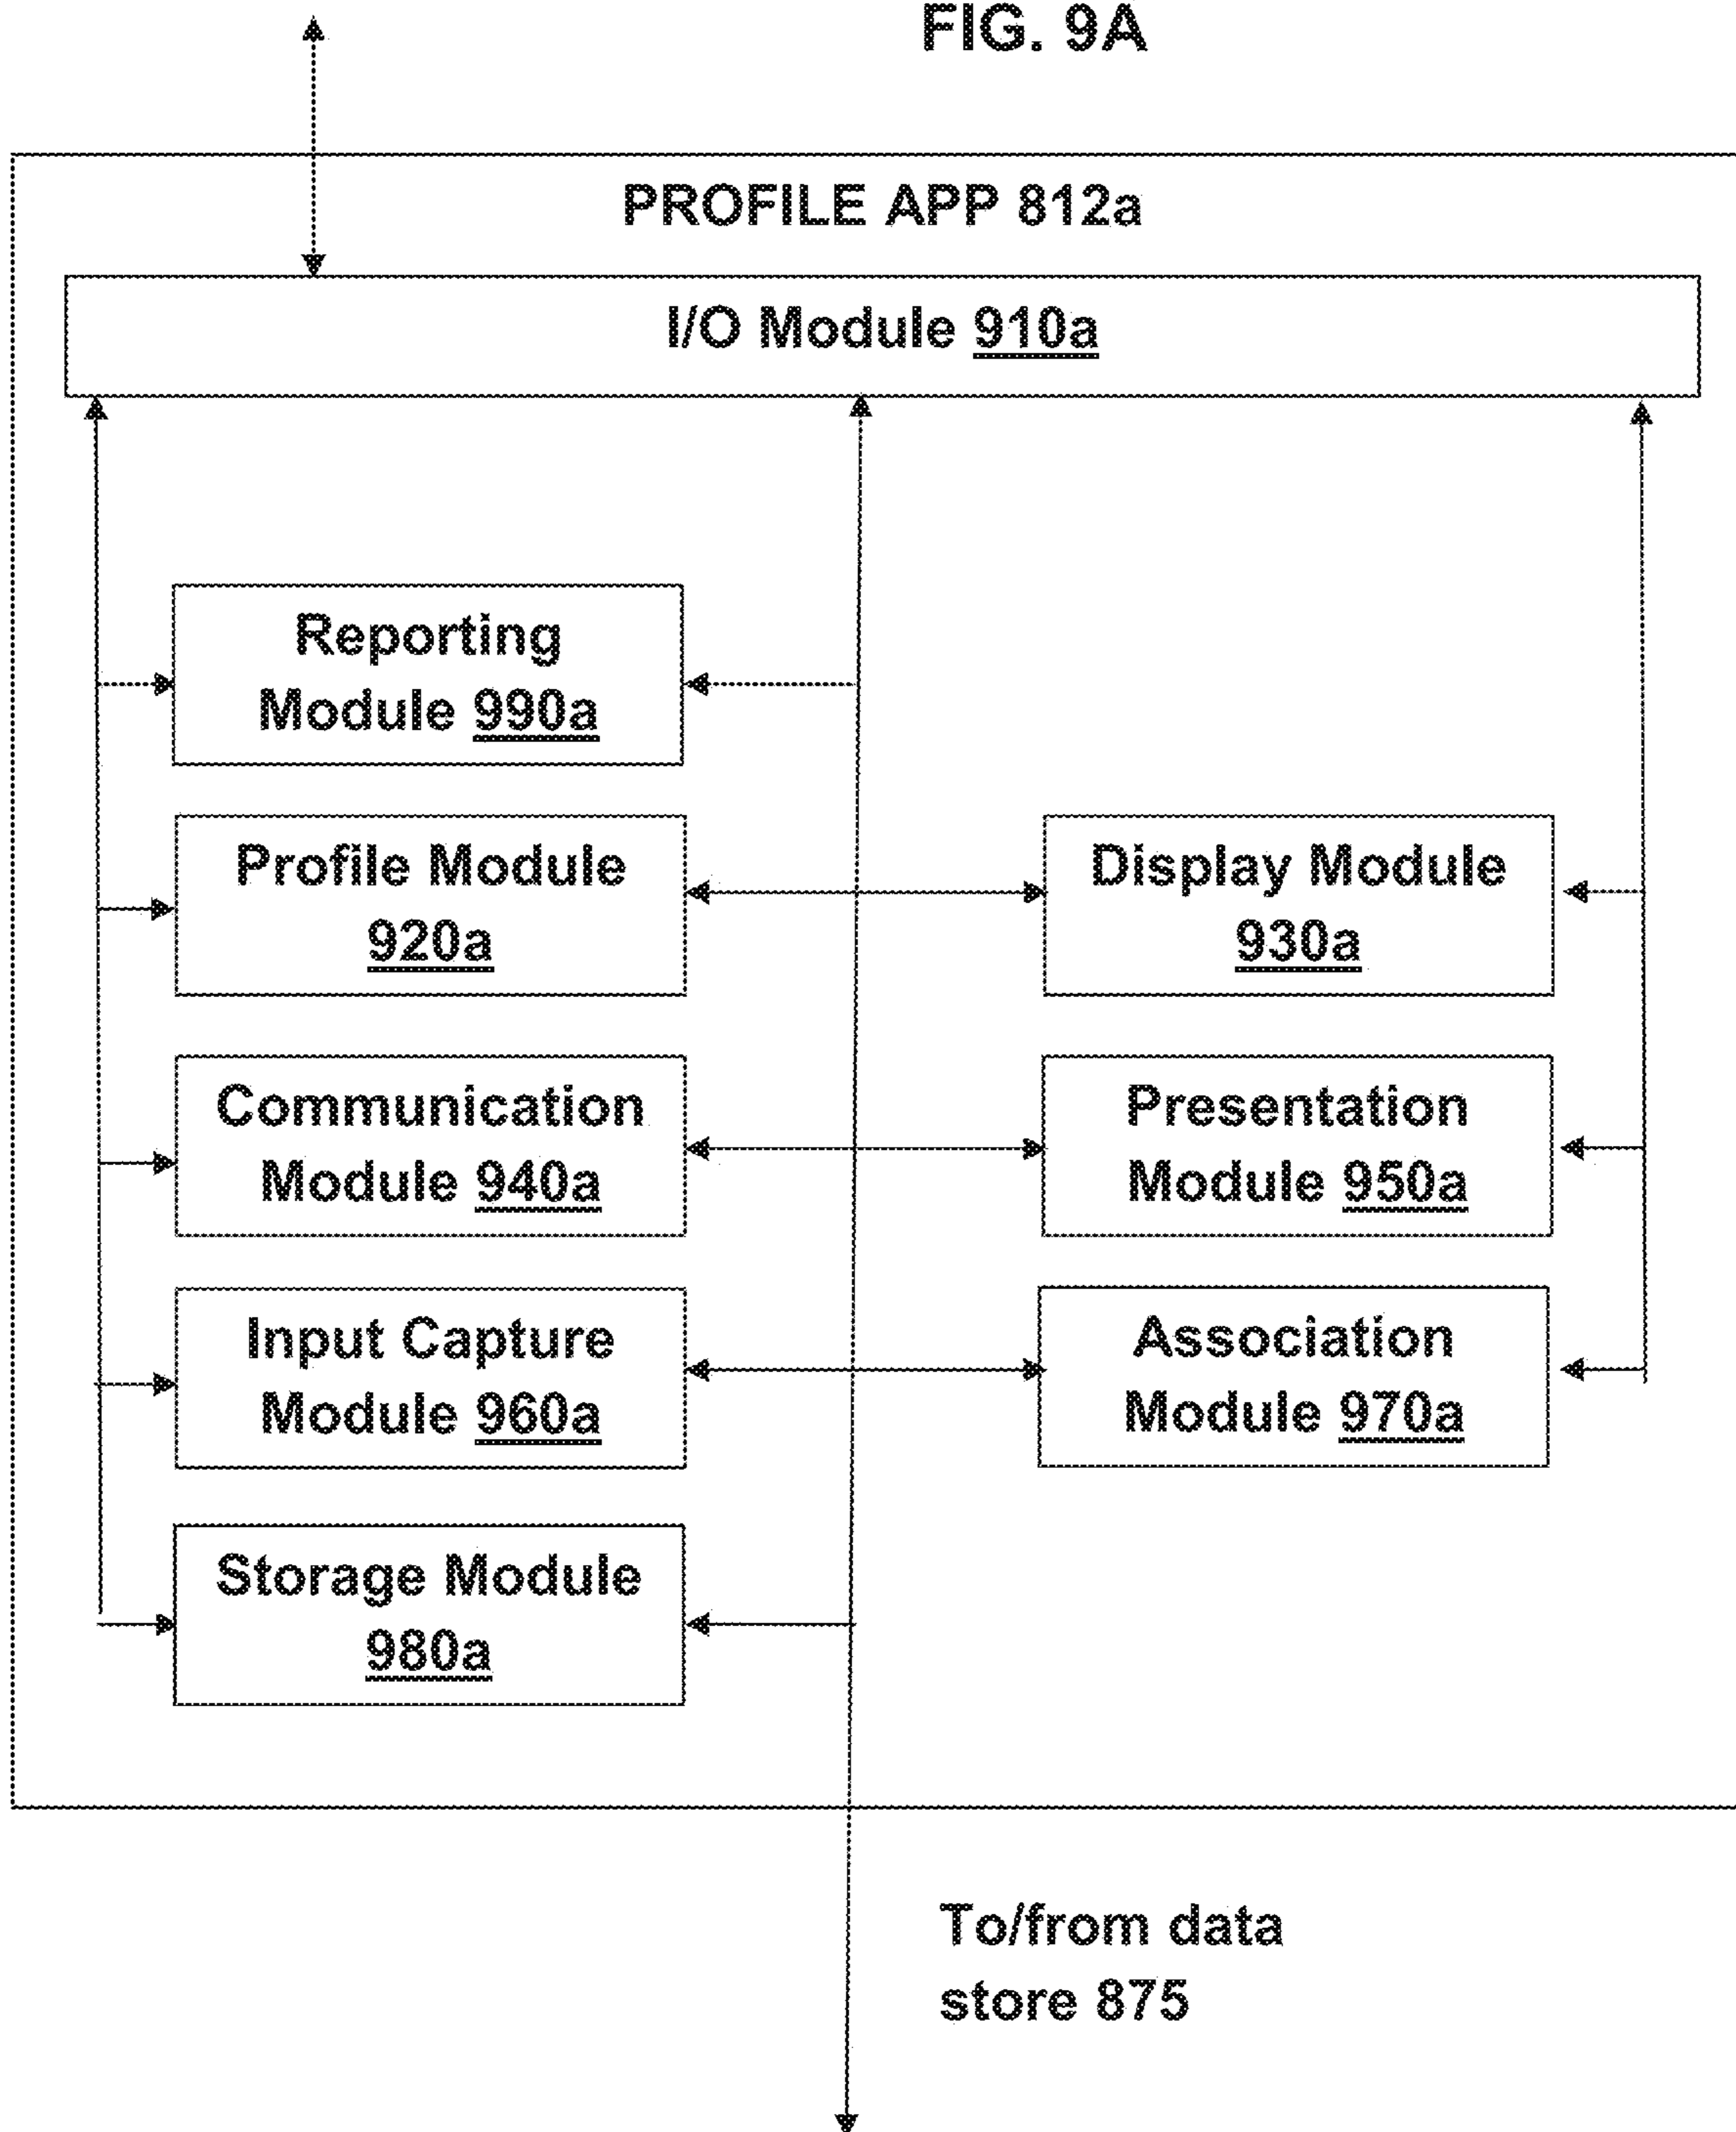 FIG. 9A
PROFILE APP 812a
I/O Module 910a
Reporting
Module 990a
Profile Module
920a
Display Module
930a
Communication
Module 940a
Presentation
Module 950a
Input Capture
Module 960a
Association
Module 970a
Storage Module
980a
To/from data
store 875